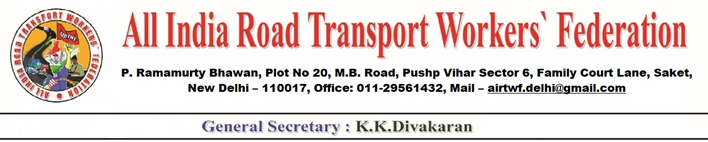 ALL INDIA ROAD TRANSPORT WORKERS' FEDERATION
AIRTWF
All India Road Transport Workers` Federation
P. Ramamurty Bhawan, Plot No 20, M.B. Road, Pushp Vihar Sector 6, Family Court Lane, Saket,
New Delhi – 110017, Office: 011-29561432, Mail – airtwf.delhi@gmail.com
General Secretary : K.K.Divakaran